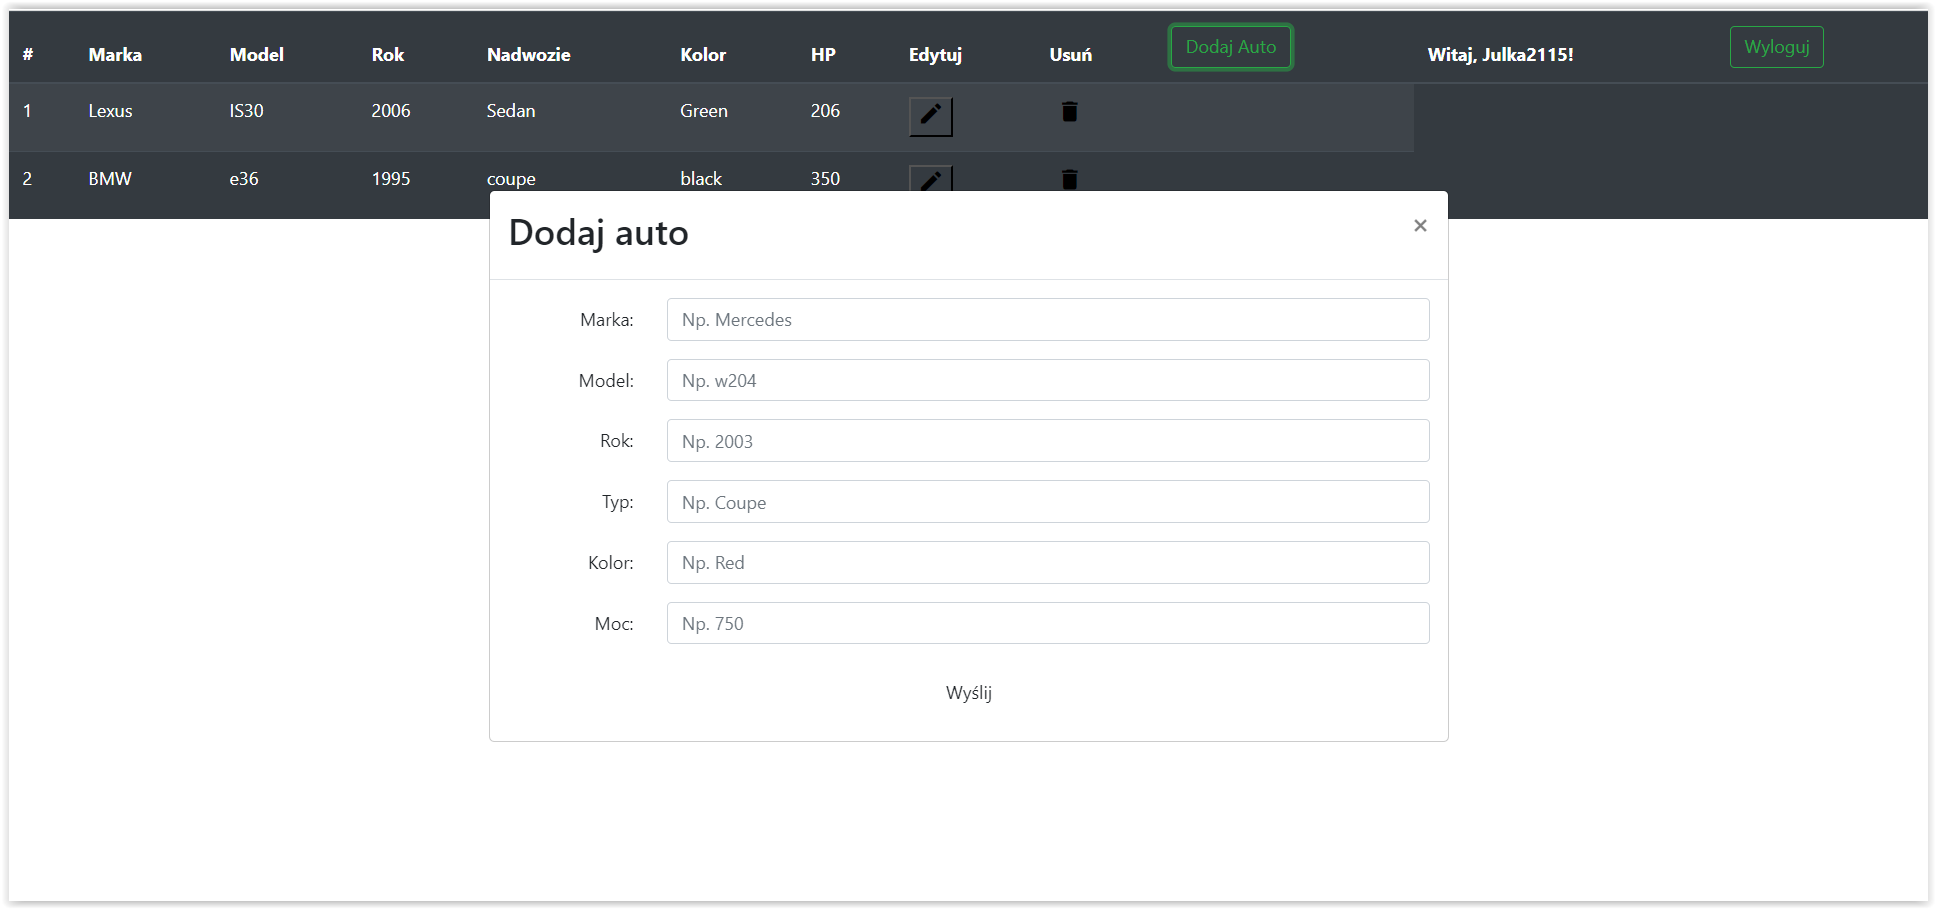 # Marka Model Rok Nadwozie Kolor HP Edytuj Usuń Dodaj Auto Witaj, Julka2115! Wyloguj
1 Lexus IS30 2006 Sedan Green 206
2 BMW e36 1995 coupe black 350
Dodaj auto ×
Marka: Np. Mercedes
Model: Np. w204
Rok: Np. 2003
Typ: Np. Coupe
Kolor: Np. Red
Moc: Np. 750
Wyślij